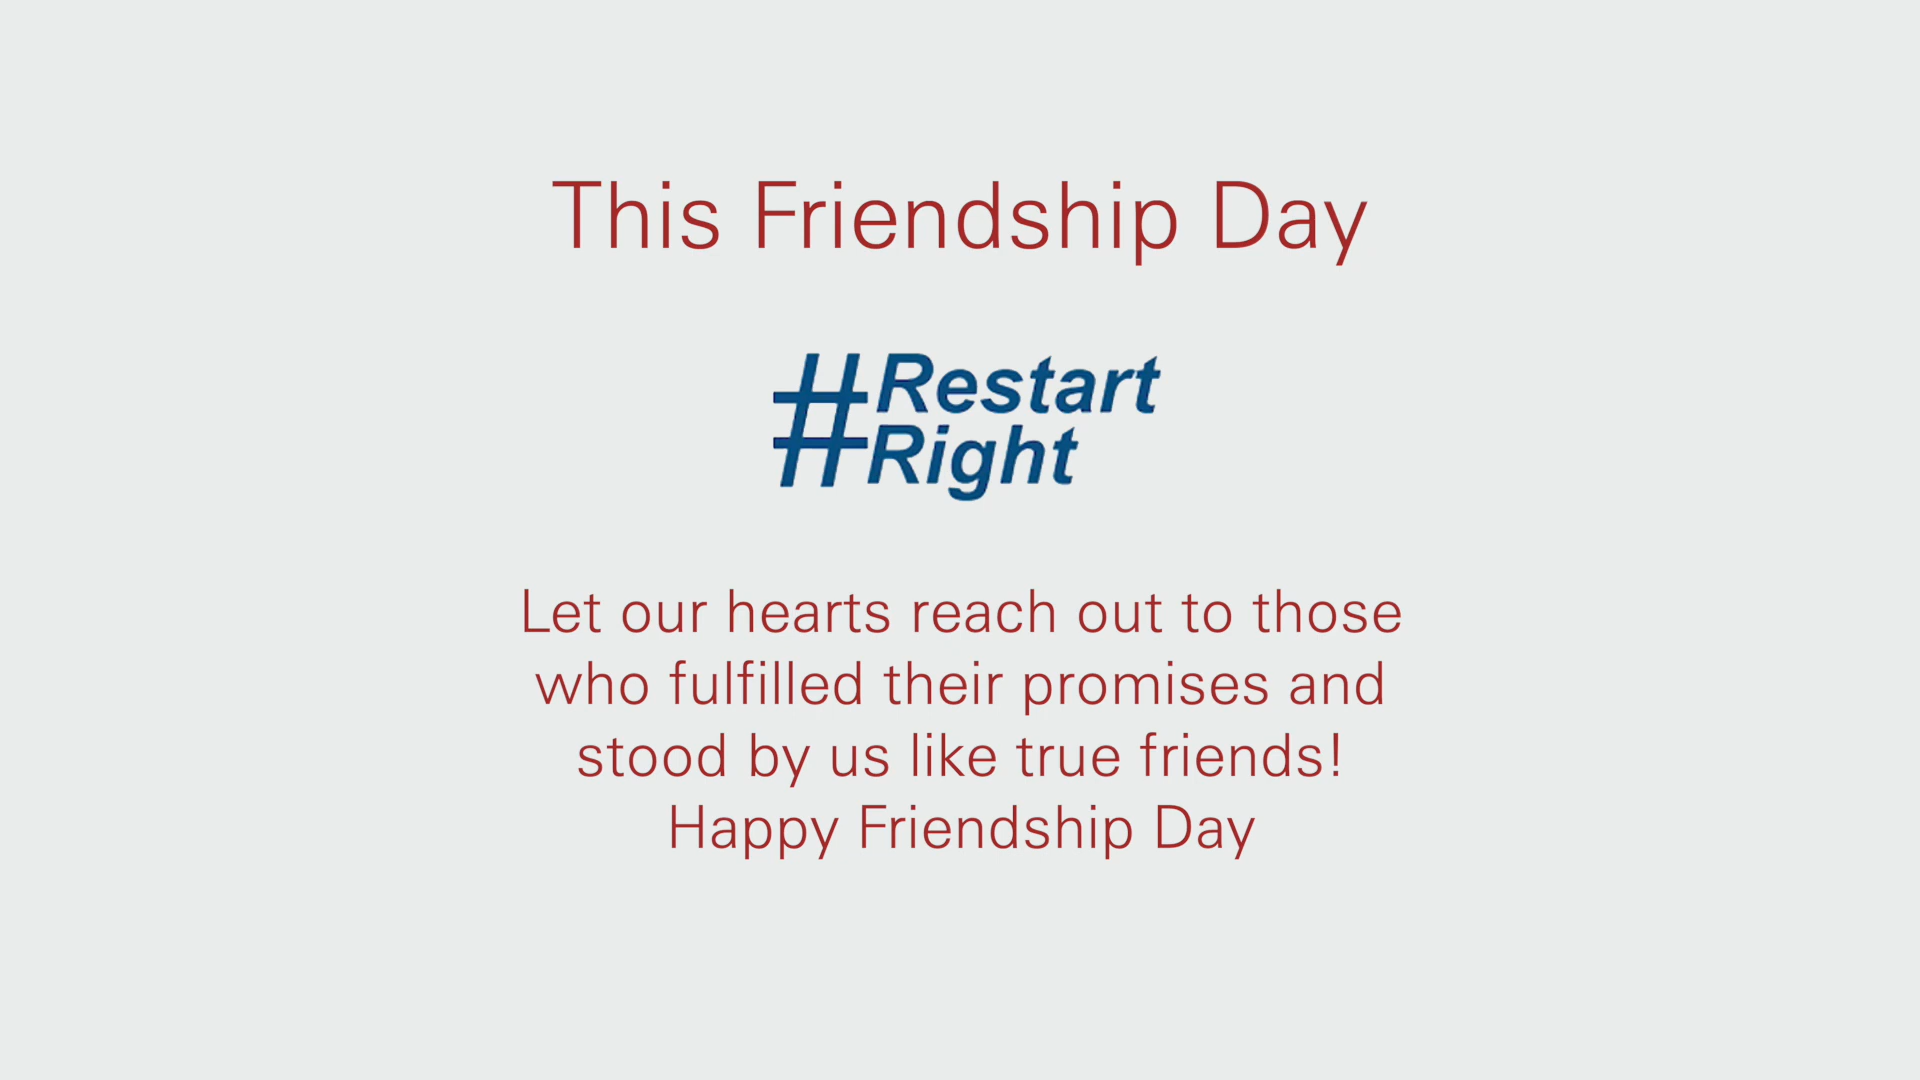 This Friendship Day
#Restart
Right
Let our hearts reach out to those
who fulfilled their promises and
stood by us like true friends!
Happy Friendship Day